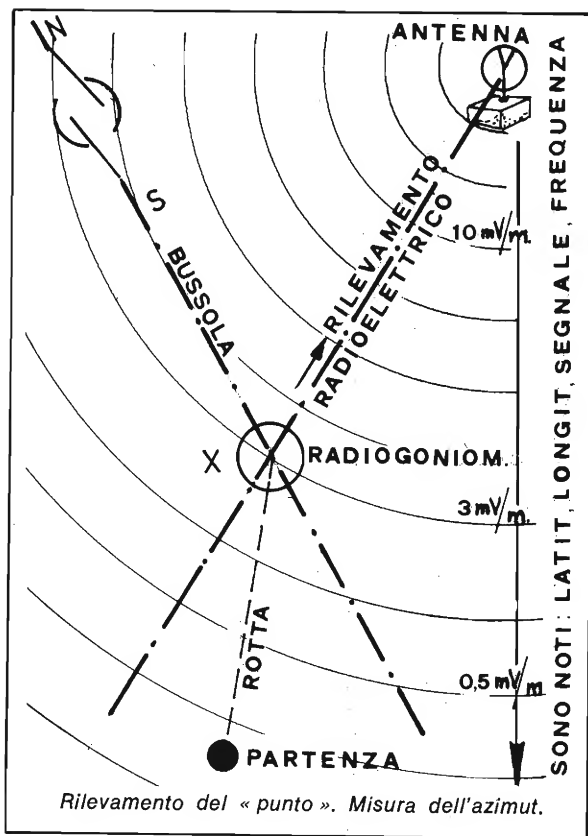 ANTENNA
N
S
BUSSOLA
RILEVAMENTO
RADIOELETTRICO
10 mV/m.
X
RADIOGONIOM.
3 mV/m.
ROTTA
0,5 mV/m
PARTENZA
SONO NOTI: LATIT, LONGIT, SEGNALE, FREQUENZA
Rilevamento del « punto ». Misura dell'azimut.